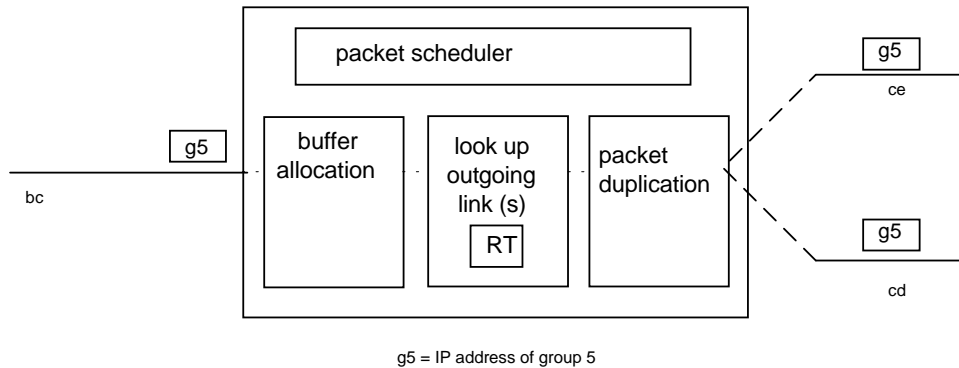 packet scheduler
g5
ce
g5
buffer
allocation
look up
outgoing
link (s)
RT
packet
duplication
bc
g5
cd
g5 = IP address of group 5